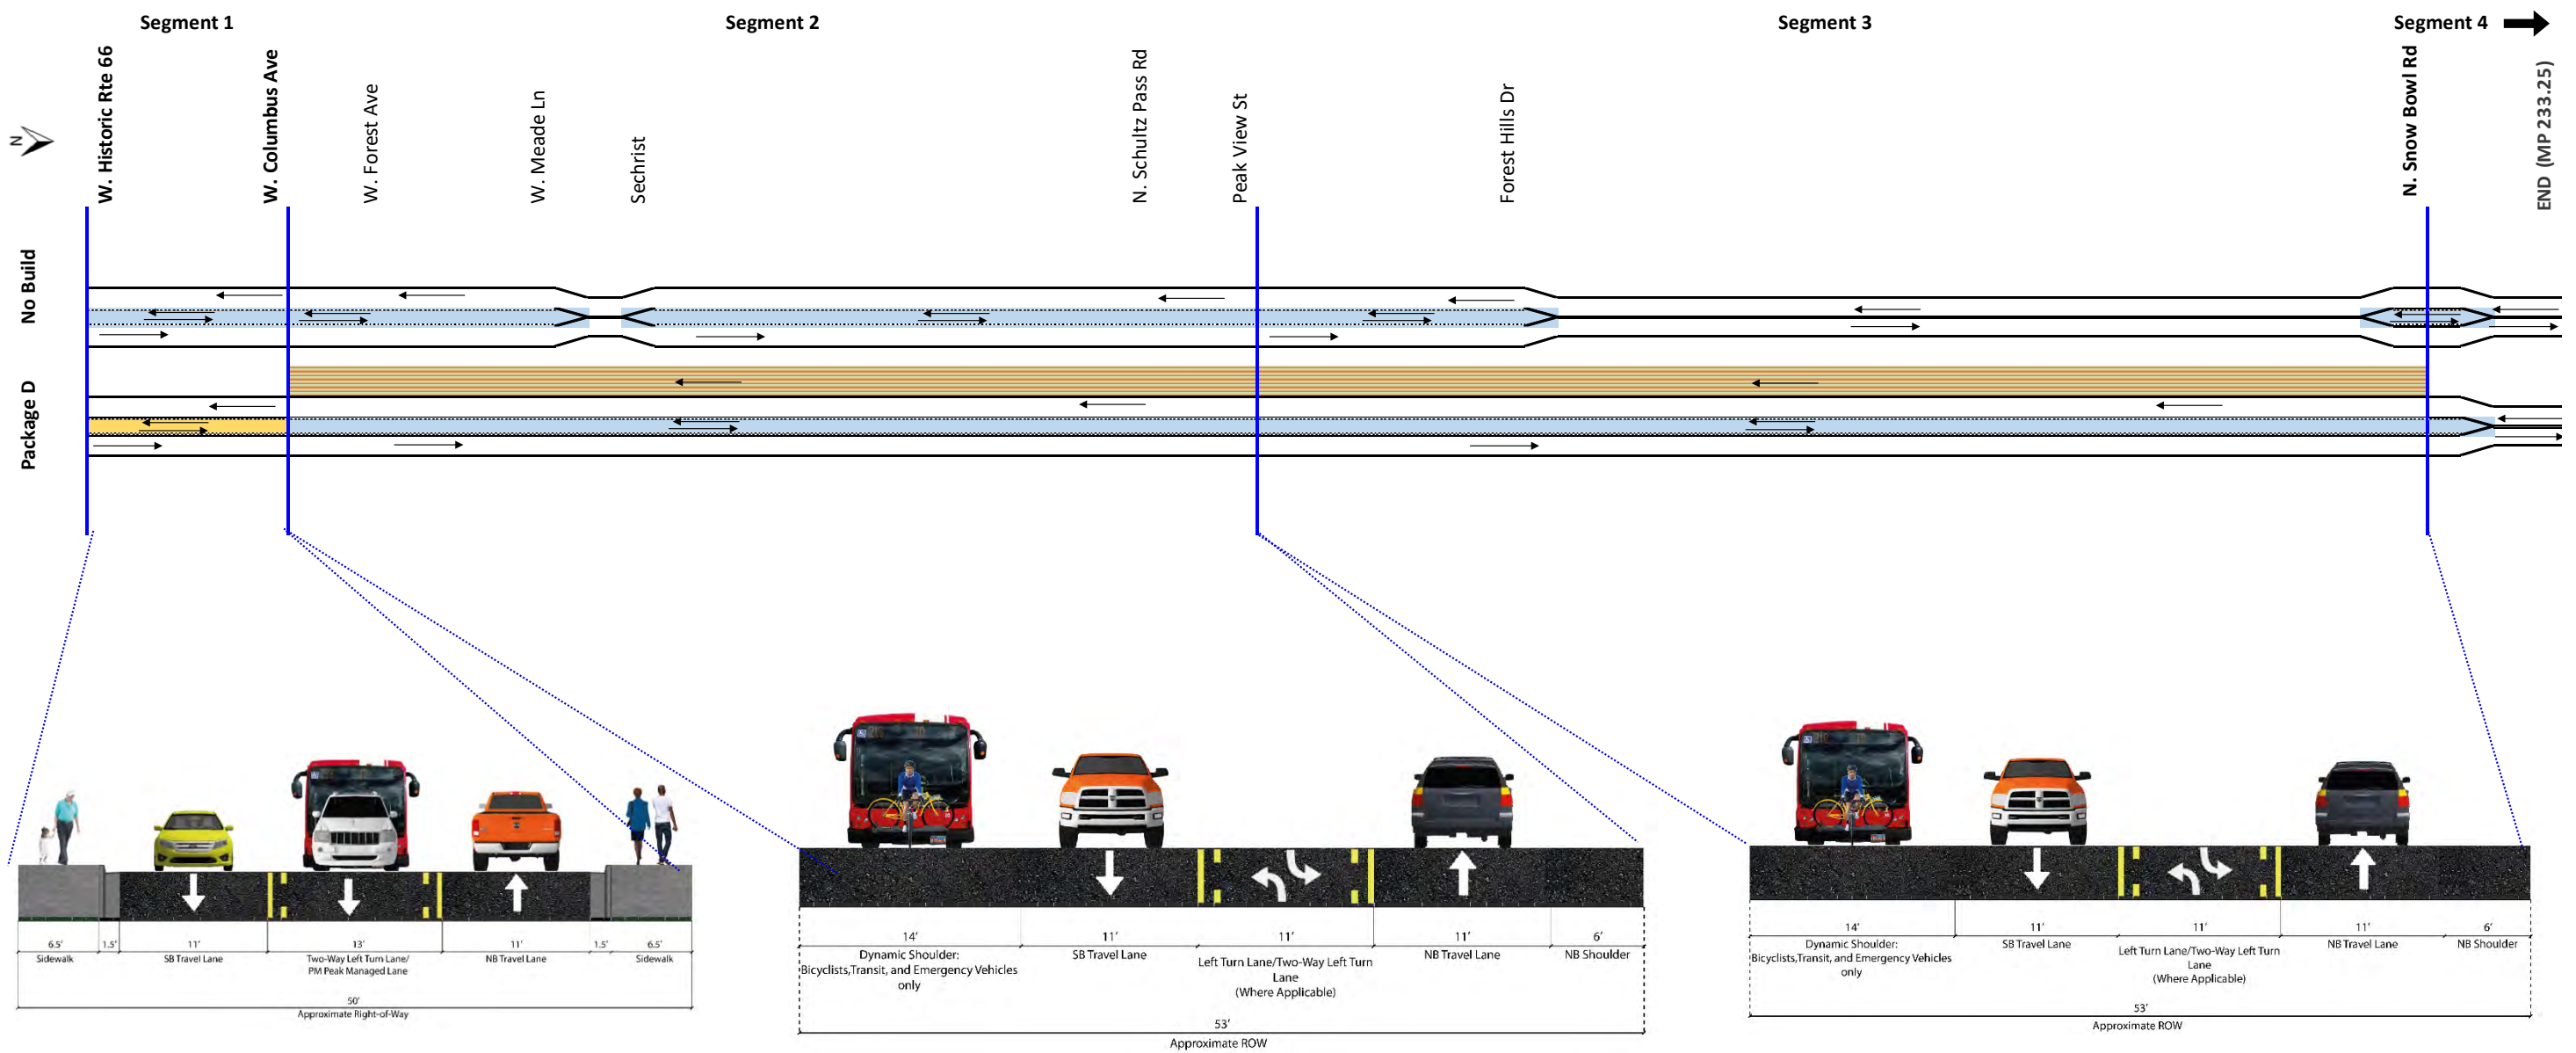 Segment 1
Segment 2
Segment 3
Segment 4
W. Historic Rte 66
W. Columbus Ave
W. Forest Ave
W. Meade Ln
Sechrist
N. Schultz Pass Rd
Peak View St
Forest Hills Dr
N. Snow Bowl Rd
END (MP 233.25)
N
No Build
Package D
6.5'
1.5'
11'
13'
11'
1.5'
6.5'
Sidewalk
SB Travel Lane
Two-Way Left Turn Lane/
PM Peak Managed Lane
NB Travel Lane
Sidewalk
50'
Approximate Right-of-Way
14'
11'
11'
11'
6'
Dynamic Shoulder:
Bicyclists,Transit, and Emergency Vehicles
only
SB Travel Lane
Left Turn Lane/Two-Way Left Turn
Lane
(Where Applicable)
NB Travel Lane
NB Shoulder
53'
Approximate ROW
14'
11'
11'
11'
6'
Dynamic Shoulder:
Bicyclists,Transit, and Emergency Vehicles
only
SB Travel Lane
Left Turn Lane/Two-Way Left Turn
Lane
(Where Applicable)
NB Travel Lane
NB Shoulder
53'
Approximate ROW